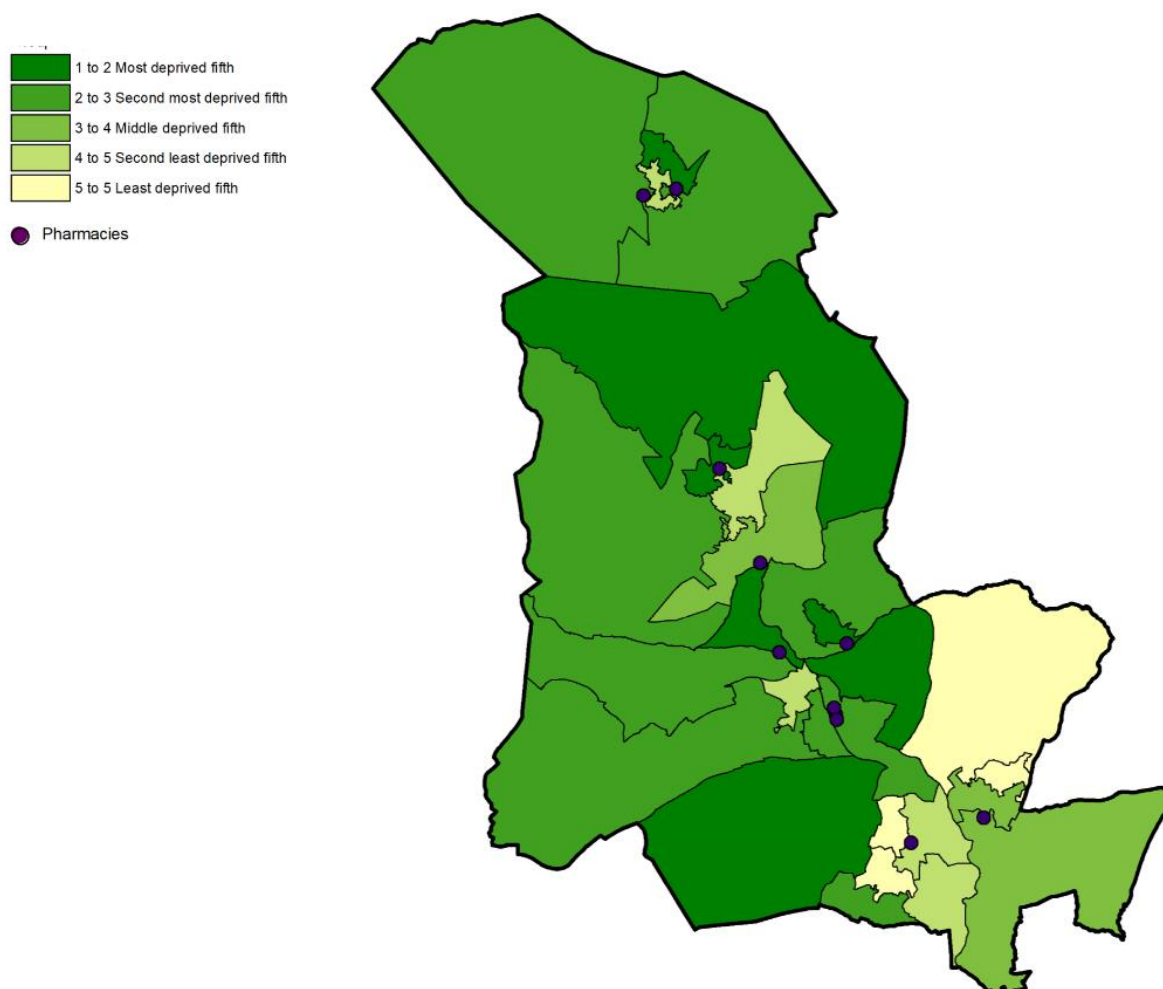 1 to 2 Most deprived fifth
2 to 3 Second most deprived fifth
3 to 4 Middle deprived fifth
4 to 5 Second least deprived fifth
5 to 5 Least deprived fifth
Pharmacies